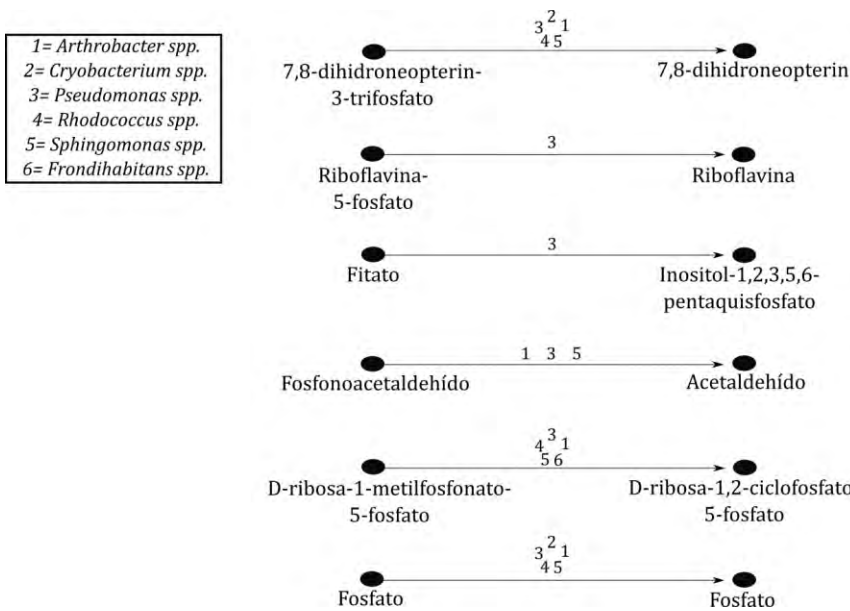 1= Arthrobacter spp.
2= Cryobacterium spp.
3= Pseudomonas spp.
4= Rhodococcus spp.
5= Sphingomonas spp.
6= Frondihabitans spp.
3 2 1
4 5
7,8-dihidroneopterin-
3-trifosfato
7,8-dihidroneopterin
3
Riboflavina-
5-fosfato
Riboflavina
3
Fitato
Inositol-1,2,3,5,6-
pentaquisfosfato
1 3 5
Fosfonoacetaldehído
Acetaldehído
4 3 1
5 6
D-ribosa-1-metilfosfonato-
5-fosfato
D-ribosa-1,2-ciclofosfato
5-fosfato
3 2 1
4 5
Fosfato
Fosfato